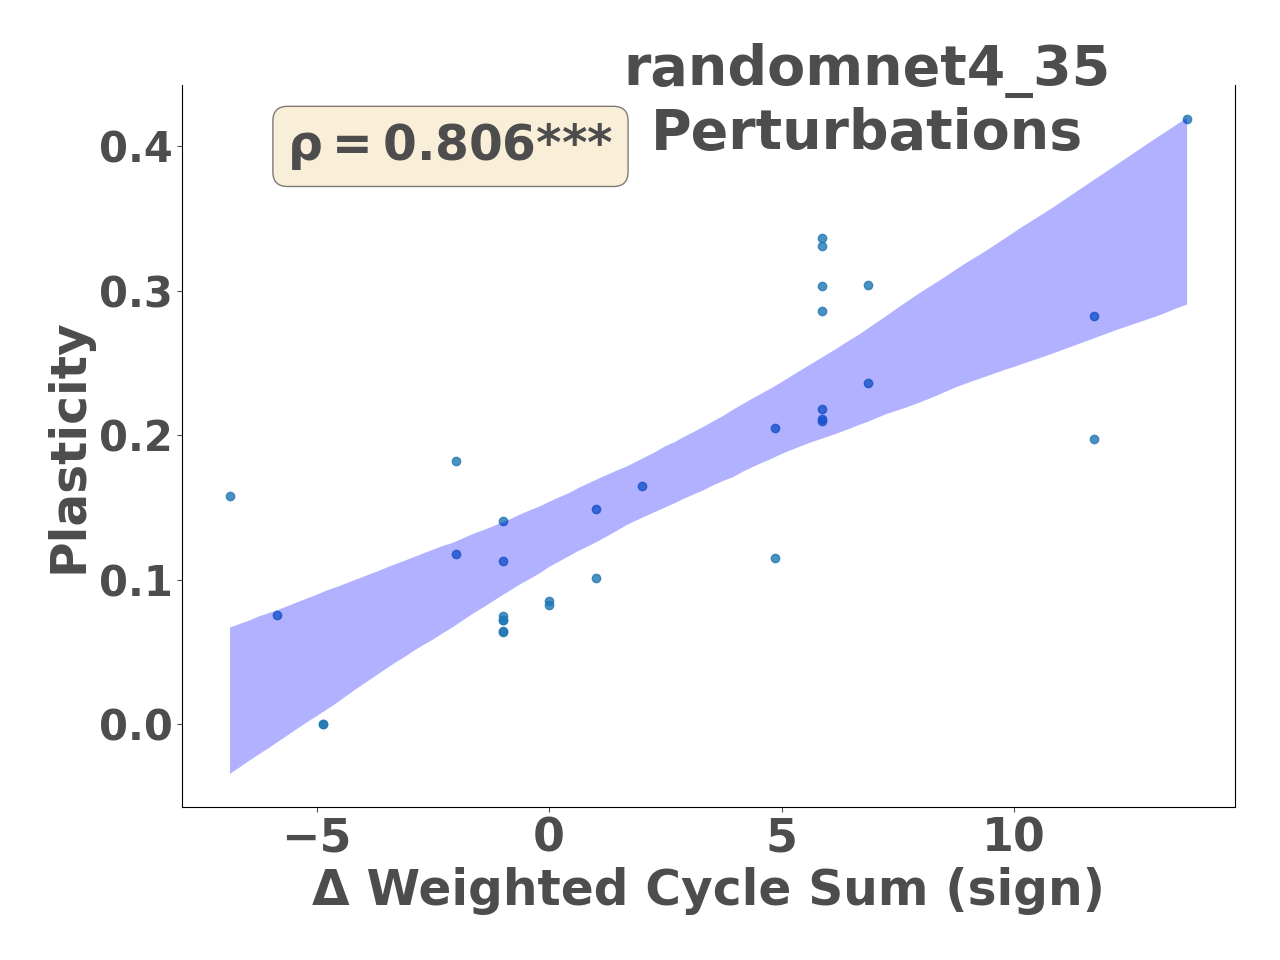 randomnet4_35
Perturbations
ρ = 0.806***
0.4
0.3
0.2
0.1
0.0
Plasticity
−5 0 5 10
Δ Weighted Cycle Sum (sign)